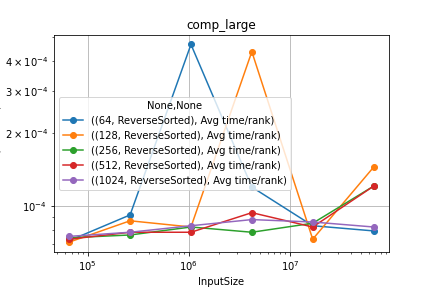 comp_large
4 × 10⁻⁴
3 × 10⁻⁴
2 × 10⁻⁴
10⁻⁴
None,None
((64, ReverseSorted), Avg time/rank)
((128, ReverseSorted), Avg time/rank)
((256, ReverseSorted), Avg time/rank)
((512, ReverseSorted), Avg time/rank)
((1024, ReverseSorted), Avg time/rank)
10⁵
10⁶
10⁷
InputSize